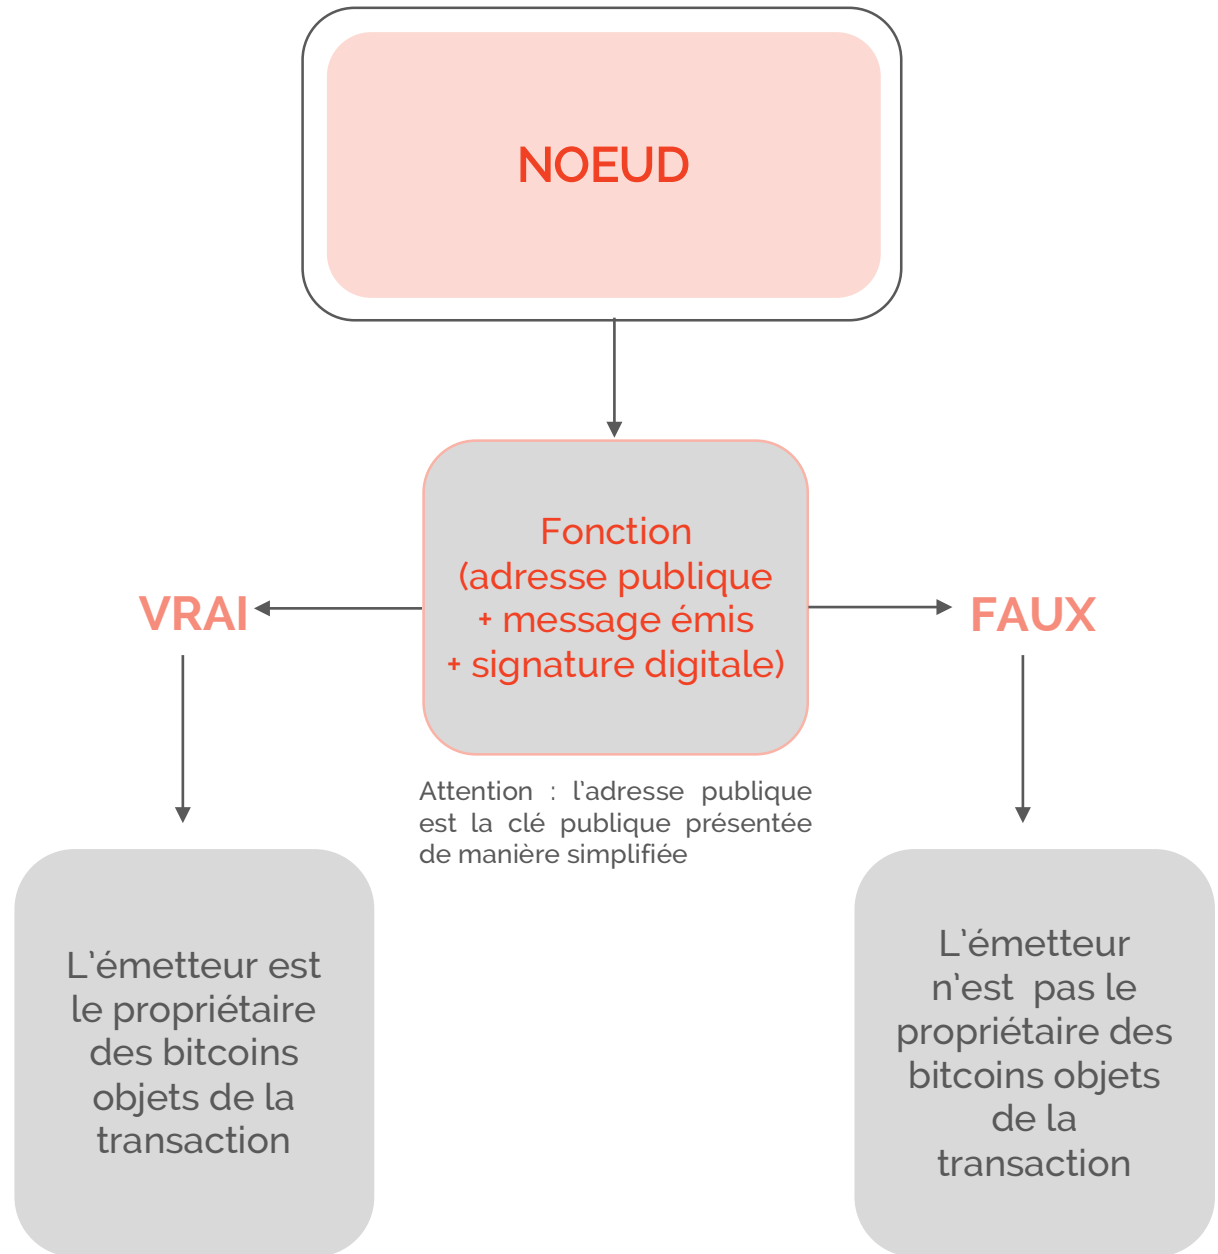 NOEUD
Fonction
(adresse publique
+ message émis
+ signature digitale)
VRAI
FAUX
Attention : l'adresse publique
est la clé publique présentée
de manière simplifiée
L'émetteur est
le propriétaire
des bitcoins
objets de la
transaction
L'émetteur
n'est pas le
propriétaire des
bitcoins objets
de la
transaction